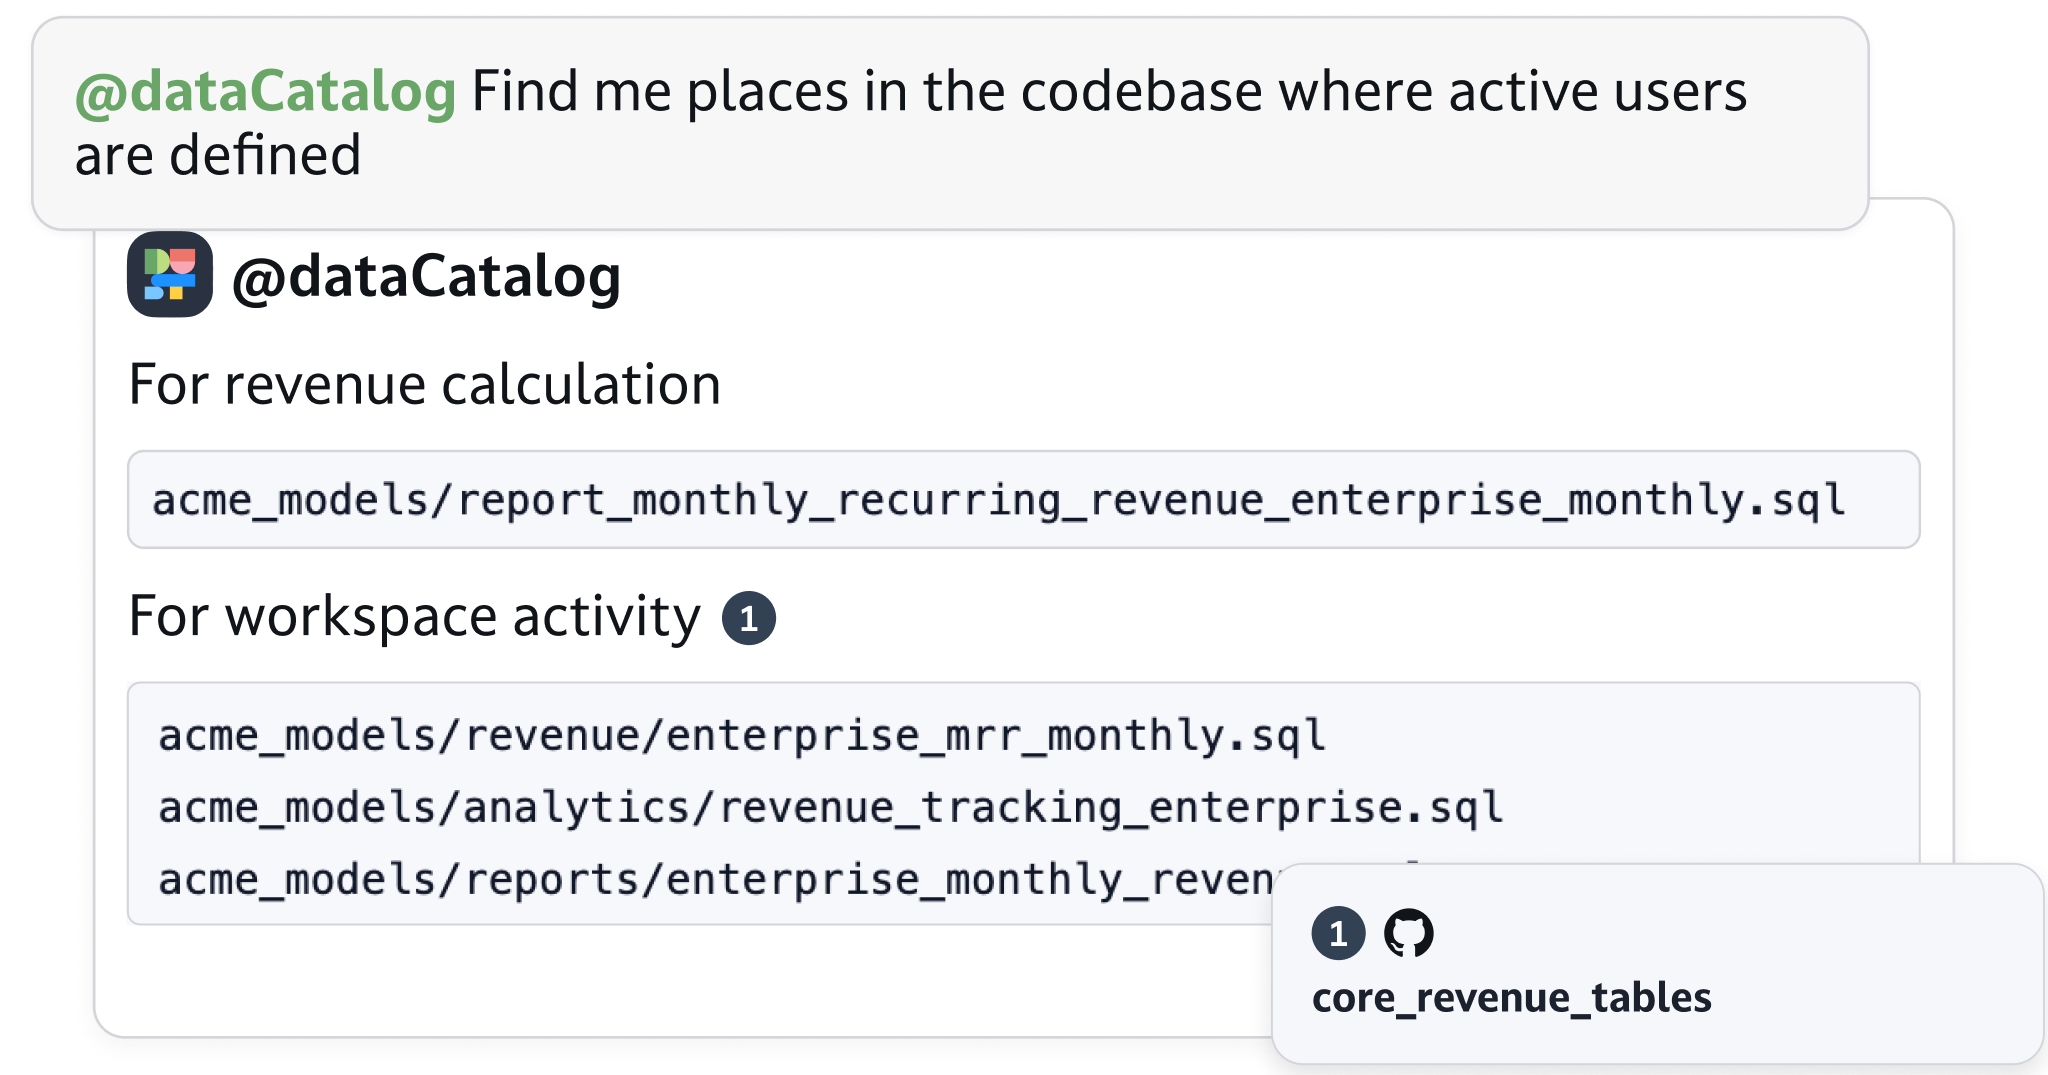 @dataCatalog Find me places in the codebase where active users
are defined
@dataCatalog
For revenue calculation
acme_models/report_monthly_recurring_revenue_enterprise_monthly.sql
For workspace activity 1
acme_models/revenue/enterprise_mrr_monthly.sql
acme_models/analytics/revenue_tracking_enterprise.sql
acme_models/reports/enterprise_monthly_reven
1
core_revenue_tables